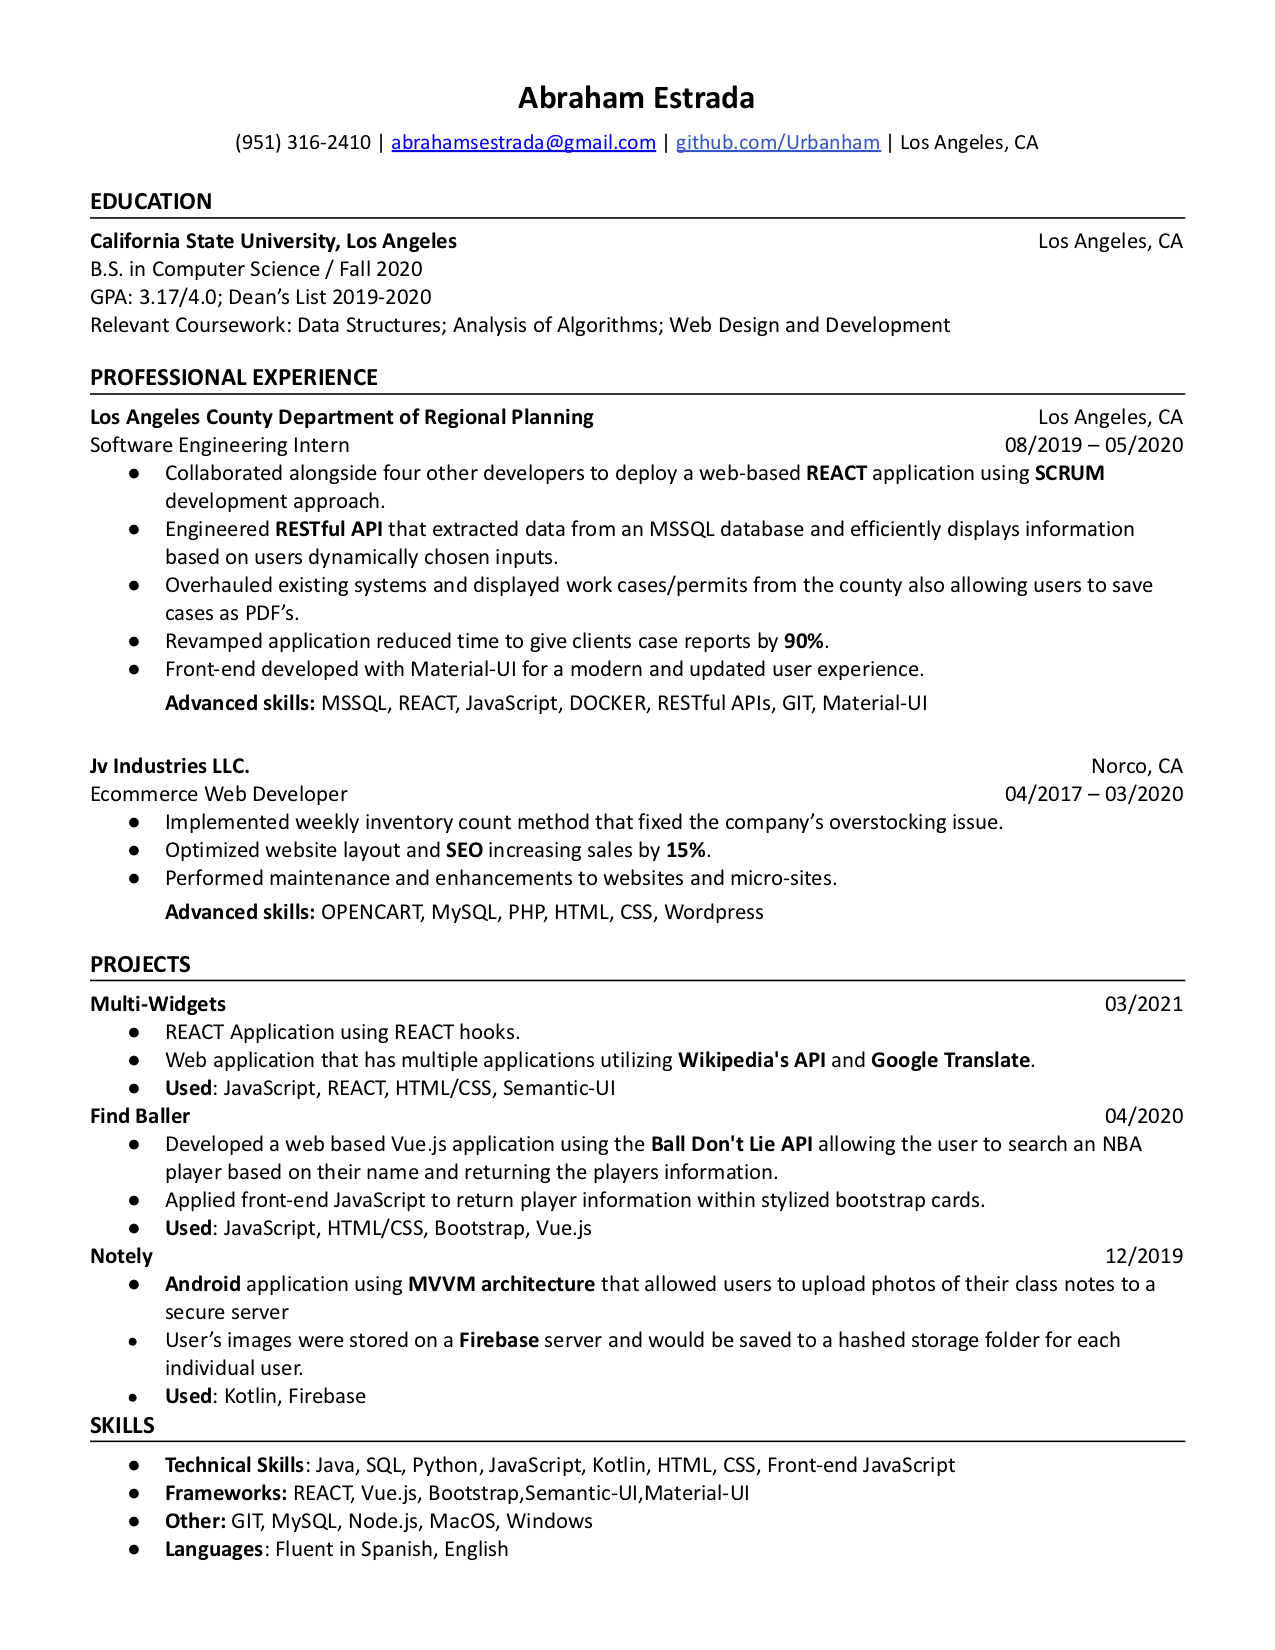 Abraham Estrada
(951) 316-2410 | abrahamsestrada@gmail.com | github.com/Urbanham | Los Angeles, CA
EDUCATION
California State University, Los Angeles Los Angeles, CA
B.S. in Computer Science / Fall 2020
GPA: 3.17/4.0; Dean’s List 2019-2020
Relevant Coursework: Data Structures; Analysis of Algorithms; Web Design and Development
PROFESSIONAL EXPERIENCE
Los Angeles County Department of Regional Planning Los Angeles, CA
Software Engineering Intern 08/2019 – 05/2020
● Collaborated alongside four other developers to deploy a web-based REACT application using SCRUM
development approach.
● Engineered RESTful API that extracted data from an MSSQL database and efficiently displays information
based on users dynamically chosen inputs.
● Overhauled existing systems and displayed work cases/permits from the county also allowing users to save
cases as PDF’s.
● Revamped application reduced time to give clients case reports by 90%.
● Front-end developed with Material-UI for a modern and updated user experience.
Advanced skills: MSSQL, REACT, JavaScript, DOCKER, RESTful APIs, GIT, Material-UI
Jv Industries LLC. Norco, CA
Ecommerce Web Developer 04/2017 – 03/2020
● Implemented weekly inventory count method that fixed the company’s overstocking issue.
● Optimized website layout and SEO increasing sales by 15%.
● Performed maintenance and enhancements to websites and micro-sites.
Advanced skills: OPENCART, MySQL, PHP, HTML, CSS, Wordpress
PROJECTS
Multi-Widgets 03/2021
● REACT Application using REACT hooks.
● Web application that has multiple applications utilizing Wikipedia's API and Google Translate.
● Used: JavaScript, REACT, HTML/CSS, Semantic-UI
Find Baller 04/2020
● Developed a web based Vue.js application using the Ball Don't Lie API allowing the user to search an NBA
player based on their name and returning the players information.
● Applied front-end JavaScript to return player information within stylized bootstrap cards.
● Used: JavaScript, HTML/CSS, Bootstrap, Vue.js
Notely 12/2019
● Android application using MVVM architecture that allowed users to upload photos of their class notes to a
secure server
● User’s images were stored on a Firebase server and would be saved to a hashed storage folder for each
individual user.
● Used: Kotlin, Firebase
SKILLS
● Technical Skills: Java, SQL, Python, JavaScript, Kotlin, HTML, CSS, Front-end JavaScript
● Frameworks: REACT, Vue.js, Bootstrap,Semantic-UI,Material-UI
● Other: GIT, MySQL, Node.js, MacOS, Windows
● Languages: Fluent in Spanish, English